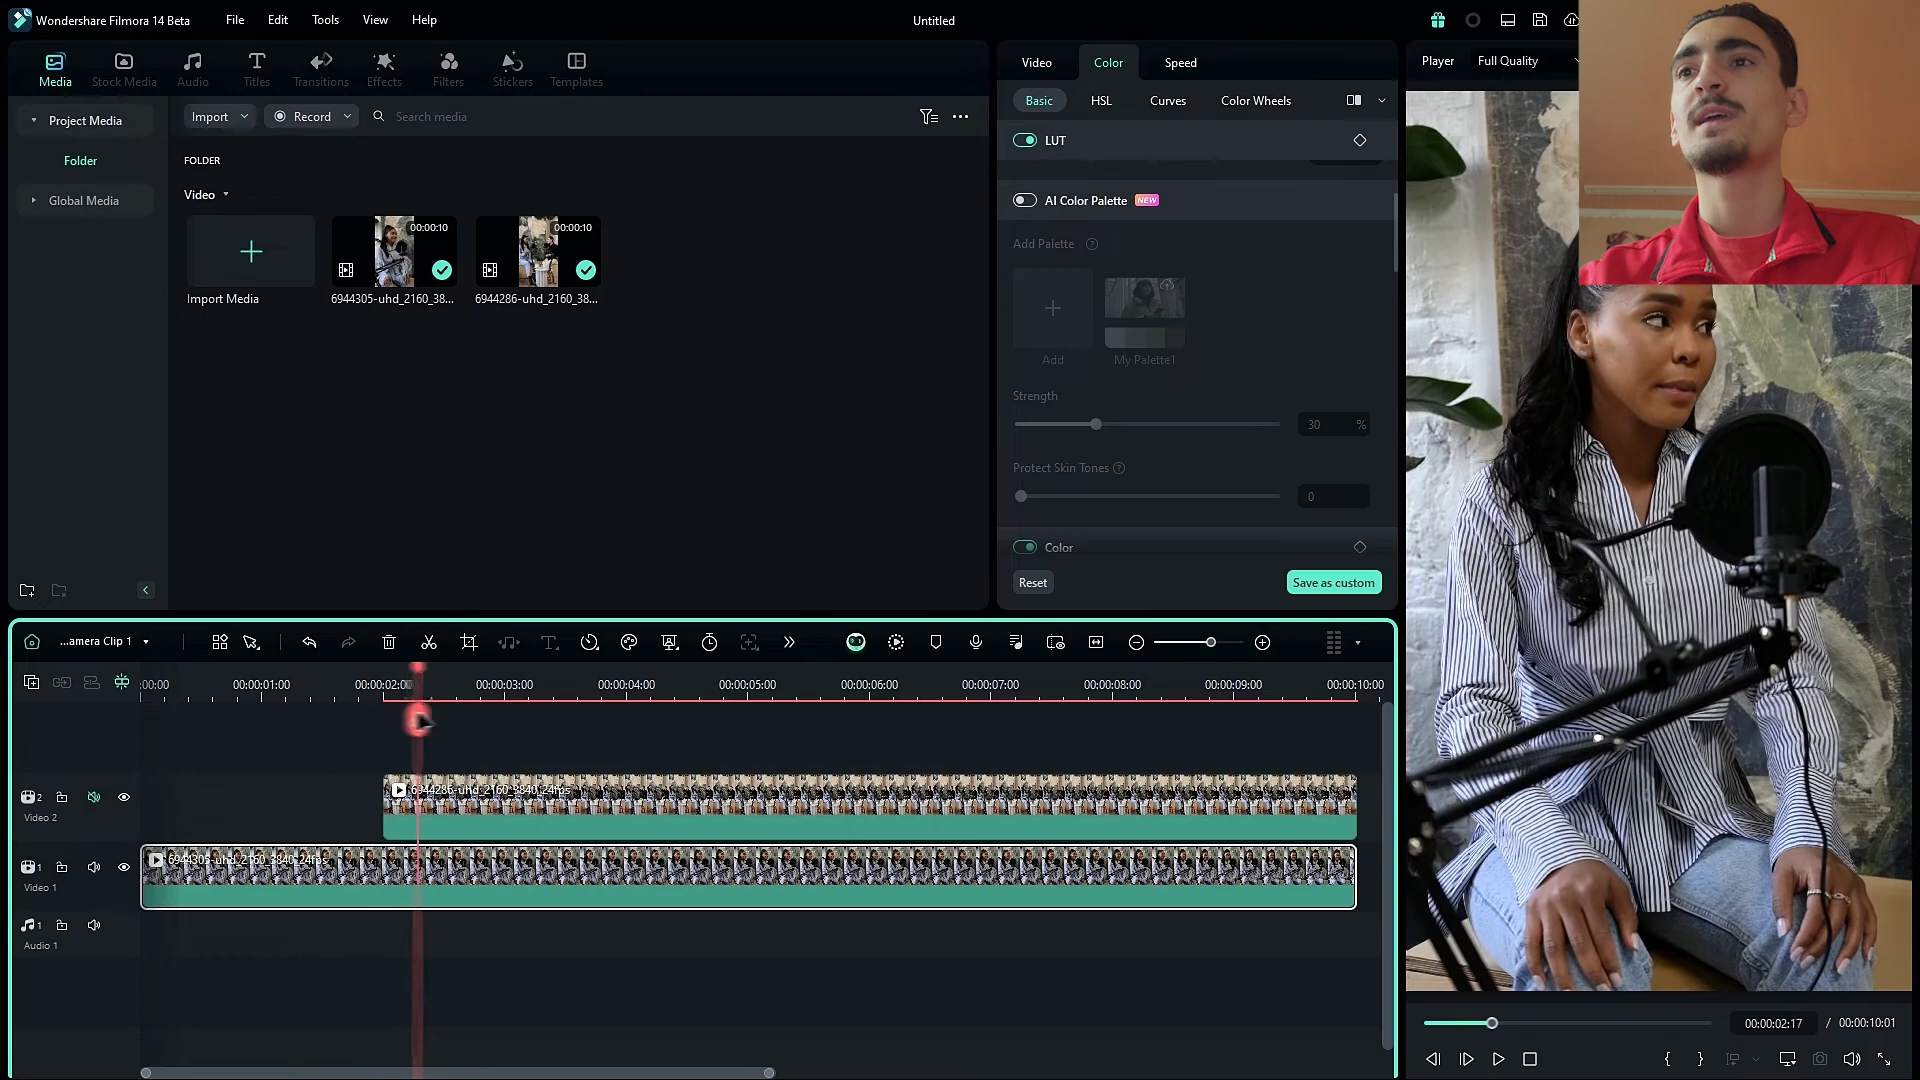 Wondershare Filmora 14 Beta File Edit Tools View Help Untitled
Media Stock Media Audio Titles Transitions Effects Filters Stickers Templates
Project Media
Folder
Global Media
Import Record Search media
FOLDER
Video
Import Media
00:00:10
6944305-uhd_2160_38...
00:00:10
6944286-uhd_2160_38...
Video Color Speed
Basic HSL Curves Color Wheels
LUT
AI Color Palette NEW
Add Palette
Add My Palette1
Strength
30 %
Protect Skin Tones
0
Color
Reset Save as custom
Player Full Quality
00:00:02:17 / 00:00:10:01
...amera Clip 1
:00:00 00:00:01:00 00:00:02:00 00:00:03:00 00:00:04:00 00:00:05:00 00:00:06:00 00:00:07:00 00:00:08:00 00:00:09:00 00:00:10:00
2
Video 2
6944286-uhd_2160_3840_24fps
1
Video 1
6944305-uhd_2160_3840_24fps
1
Audio 1